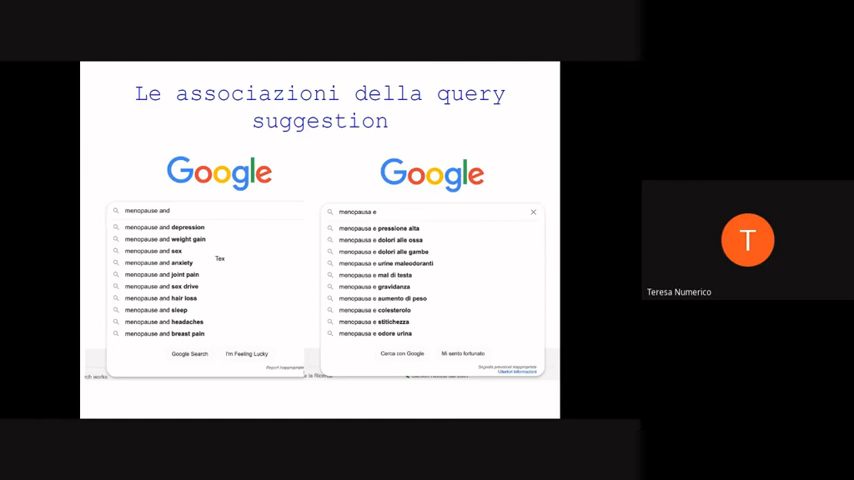 Le associazioni della query
suggestion
Google
menopause and
menopause and depression
menopause and weight gain
menopause and sex
menopause and anxiety
menopause and joint pain
menopause and sex drive
menopause and hair loss
menopause and sleep
menopause and headaches
menopause and breast pain
Google Search I'm Feeling Lucky
Tex
Google
menopausa e
menopausa e pressione alta
menopausa e dolori alle ossa
menopausa e dolori alle gambe
menopausa e urine maleodoranti
menopausa e mal di testa
menopausa e gravidanza
menopausa e aumento di peso
menopausa e colesterolo
menopausa e stitichezza
menopausa e odore urina
Cerca con Google Mi sento fortunato
T
Teresa Numerico